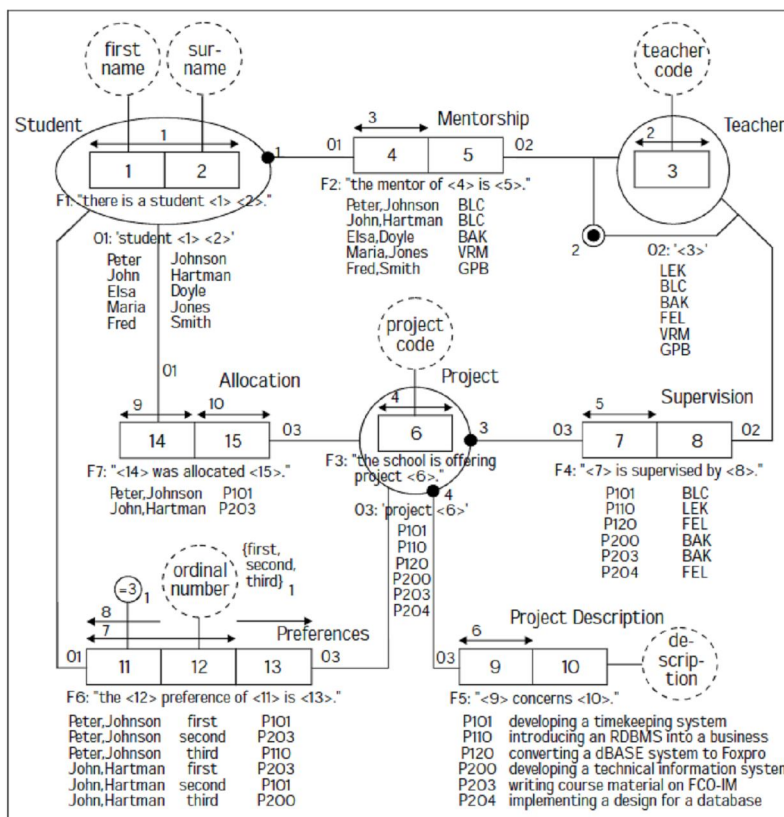 first
name
sur-
name
teacher
code
Student
1
1
2
1
F1: "there is a student <1> <2>."
O1: 'student <1> <2>'
Peter Johnson
John Hartman
Elsa Doyle
Maria Jones
Fred Smith
O1
3
Mentorship
4
5
O2
F2: "the mentor of <4> is <5>."
Peter,Johnson BLC
John,Hartman BLC
Elsa,Doyle BAK
Maria,Jones VRM
Fred,Smith GPB
Teacher
2
3
2
O2: '<3>'
LEK
BLC
BAK
FEL
VRM
GPB
O1
Allocation
9
10
14
15
O3
F7: "<14> was allocated <15>."
Peter,Johnson P101
John,Hartman P203
project
code
Project
4
6
3
F3: "the school is offering
project <6>."
4
O3: 'project <6>'
P101
P110
P120
P200
P203
P204
Supervision
5
O3
7
8
O2
F4: "<7> is supervised by <8>."
P101 BLC
P110 LEK
P120 FEL
P200 BAK
P203 BAK
P204 FEL
=3
1
ordinal
number
{first,
second,
third}
1
8
7
Preferences
O1
11
12
13
O3
F6: "the <12> preference of <11> is <13>."
Peter,Johnson first P101
Peter,Johnson second P203
Peter,Johnson third P110
John,Hartman first P203
John,Hartman second P101
John,Hartman third P200
Project Description
6
O3
9
10
de-
scrip-
tion
F5: "<9> concerns <10>."
P101 developing a timekeeping system
P110 introducing an RDBMS into a business
P120 converting a dBASE system to Foxpro
P200 developing a technical information system
P203 writing course material on FCO-IM
P204 implementing a design for a database